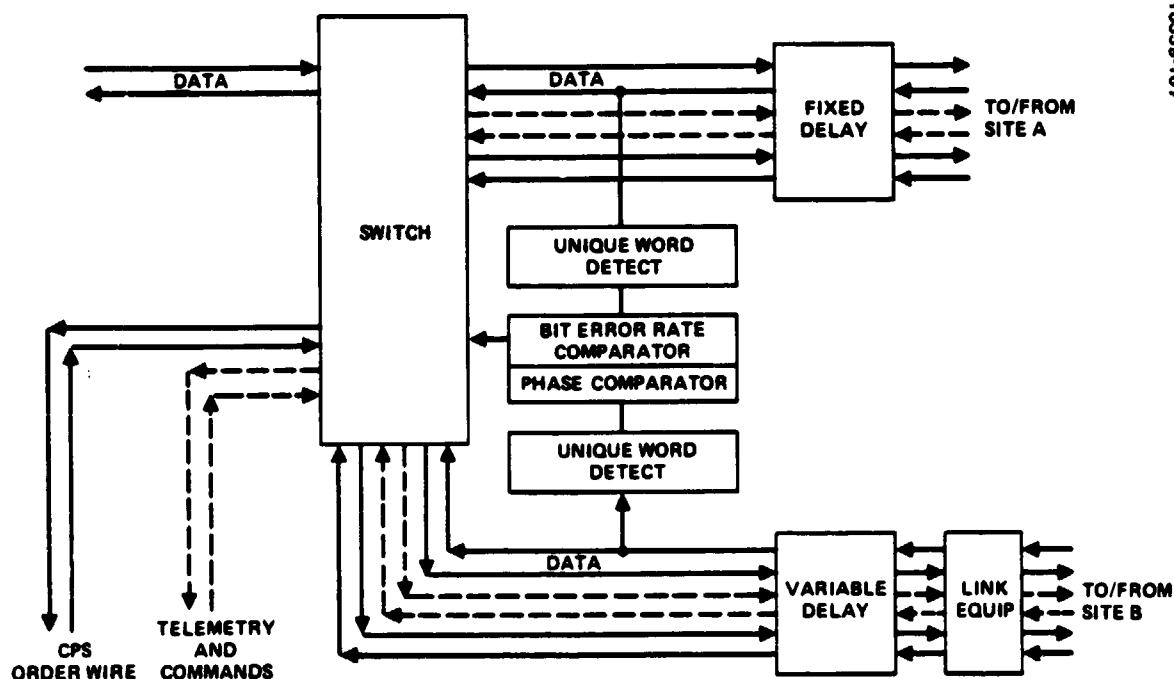 SWITCH
DATA
DATA
FIXED
DELAY
TO/FROM
SITE A
UNIQUE WORD
DETECT
BIT ERROR RATE
COMPARATOR
PHASE COMPARATOR
UNIQUE WORD
DETECT
DATA
VARIABLE
DELAY
LINK
EQUIP
TO/FROM
SITE B
CPS
ORDER WIRE
TELEMETRY
AND
COMMANDS